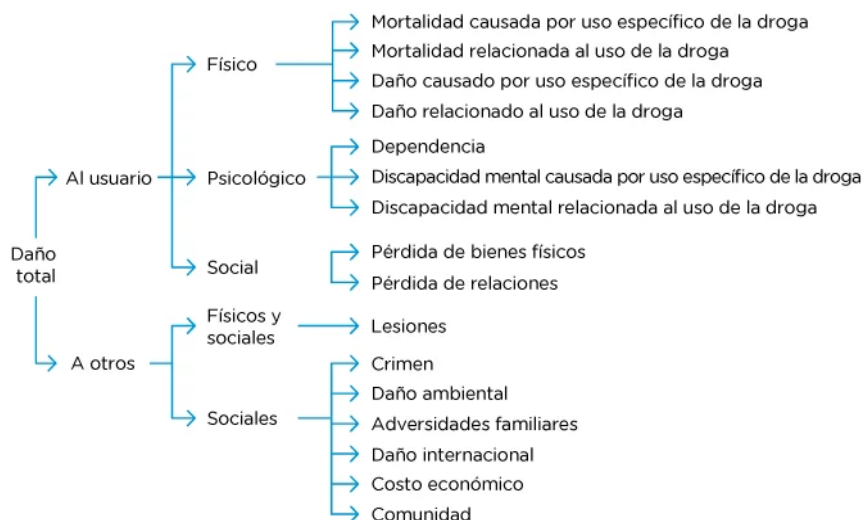 Daño
total
Al usuario
Físico
Mortalidad causada por uso específico de la droga
Mortalidad relacionada al uso de la droga
Daño causado por uso específico de la droga
Daño relacionado al uso de la droga
Psicológico
Dependencia
Discapacidad mental causada por uso específico de la droga
Discapacidad mental relacionada al uso de la droga
Social
Pérdida de bienes físicos
Pérdida de relaciones
A otros
Físicos y
sociales
Lesiones
Sociales
Crimen
Daño ambiental
Adversidades familiares
Daño internacional
Costo económico
Comunidad